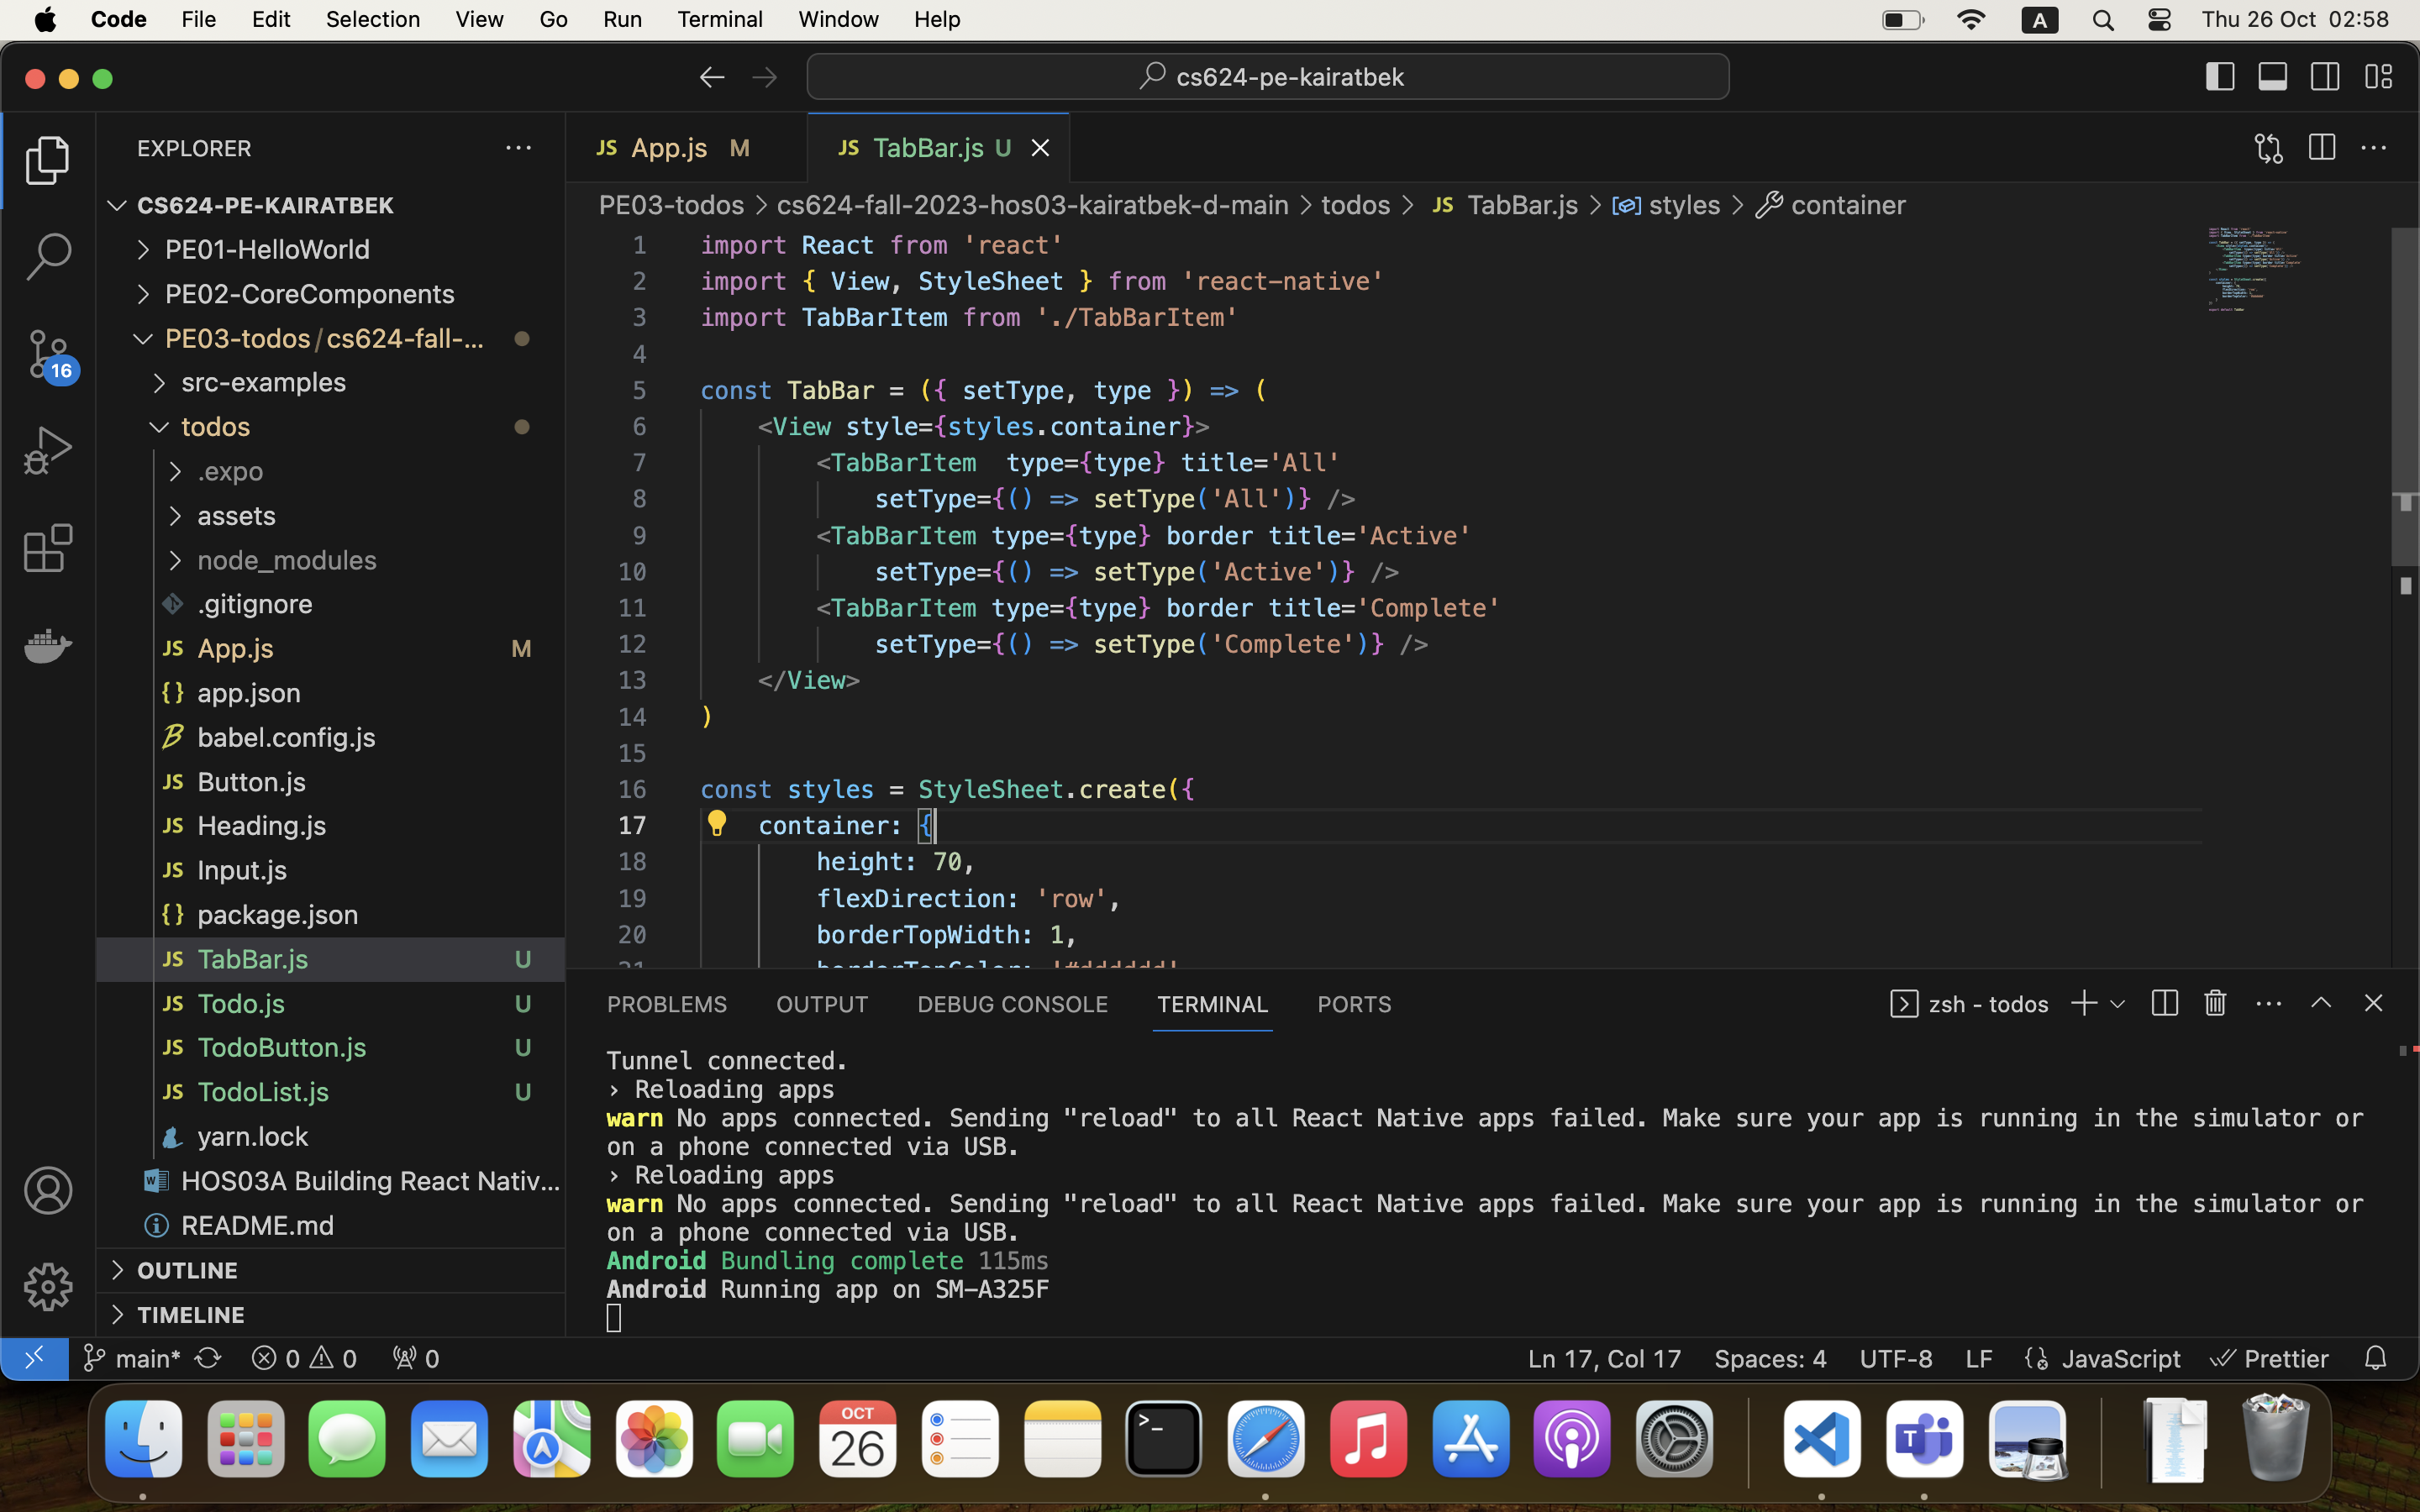 Code File Edit Selection View Go Run Terminal Window Help A Thu 26 Oct 02:58
cs624-pe-kairatbek
EXPLORER
CS624-PE-KAIRATBEK
PE01-HelloWorld
PE02-CoreComponents
PE03-todos/cs624-fall-...
src-examples
todos
.expo
assets
node_modules
.gitignore
JS App.js M
{} app.json
babel.config.js
JS Button.js
JS Heading.js
JS Input.js
{} package.json
JS TabBar.js U
JS Todo.js U
JS TodoButton.js U
JS TodoList.js U
yarn.lock
HOS03A Building React Nativ...
README.md
OUTLINE
TIMELINE
16
JS App.js M JS TabBar.js U
PE03-todos > cs624-fall-2023-hos03-kairatbek-d-main > todos > JS TabBar.js > styles > container
1 import React from 'react'
2 import { View, StyleSheet } from 'react-native'
3 import TabBarItem from './TabBarItem'
4
5 const TabBar = ({ setType, type }) => (
6 <View style={styles.container}>
7 <TabBarItem  type={type} title='All'
8 setType={() => setType('All')} />
9 <TabBarItem type={type} border title='Active'
10 setType={() => setType('Active')} />
11 <TabBarItem type={type} border title='Complete'
12 setType={() => setType('Complete')} />
13 </View>
14 )
15
16 const styles = StyleSheet.create({
17 container: {
18 height: 70,
19 flexDirection: 'row',
20 borderTopWidth: 1,
21 borderTopColor: '#dddddd'
PROBLEMS OUTPUT DEBUG CONSOLE TERMINAL PORTS zsh - todos
Tunnel connected.
› Reloading apps
warn No apps connected. Sending "reload" to all React Native apps failed. Make sure your app is running in the simulator or
on a phone connected via USB.
› Reloading apps
warn No apps connected. Sending "reload" to all React Native apps failed. Make sure your app is running in the simulator or
on a phone connected via USB.
Android Bundling complete 115ms
Android Running app on SM-A325F
main* 0 0 0 Ln 17, Col 17 Spaces: 4 UTF-8 LF JavaScript Prettier
OCT
26